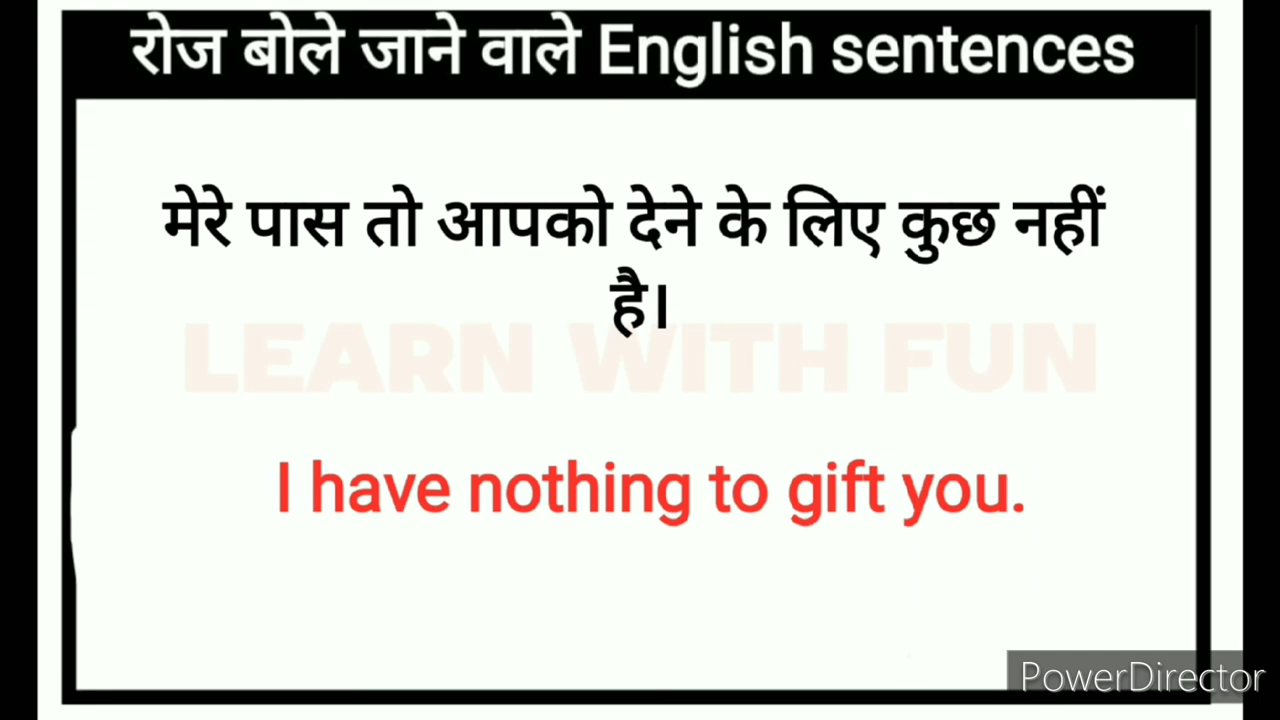 रोज बोले जाने वाले English sentences
मेरे पास तो आपको देने के लिए कुछ नहीं
है।
LEARN WITH FUN
I have nothing to gift you.
PowerDirector